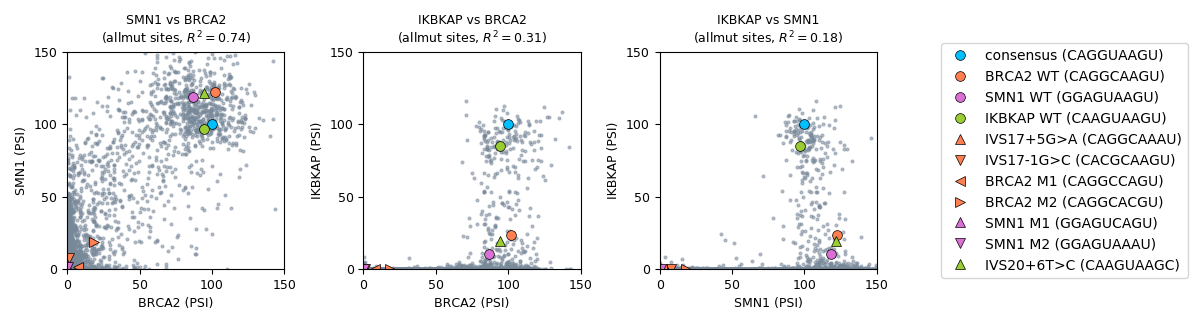 SMN1 vs BRCA2
(allmut sites, R² = 0.74)
150
100
50
0
SMN1 (PSI)
0 50 100 150
BRCA2 (PSI)
IKBKAP vs BRCA2
(allmut sites, R² = 0.31)
150
100
50
0
IKBKAP (PSI)
0 50 100 150
BRCA2 (PSI)
IKBKAP vs SMN1
(allmut sites, R² = 0.18)
150
100
50
0
IKBKAP (PSI)
0 50 100 150
SMN1 (PSI)
consensus (CAGGUAAGU)
BRCA2 WT (CAGGCAAGU)
SMN1 WT (GGAGUAAGU)
IKBKAP WT (CAAGUAAGU)
IVS17+5G>A (CAGGCAAAU)
IVS17-1G>C (CACGCAAGU)
BRCA2 M1 (CAGGCCAGU)
BRCA2 M2 (CAGGCACGU)
SMN1 M1 (GGAGUCAGU)
SMN1 M2 (GGAGUAAAU)
IVS20+6T>C (CAAGUAAGC)